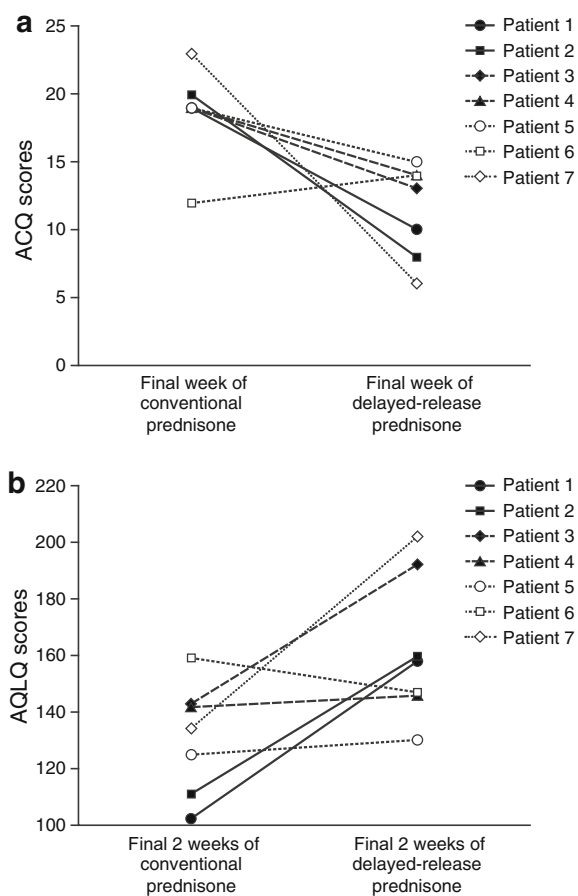 a
25
20
15
10
5
0
ACQ scores
Final week of
conventional
prednisone
Final week of
delayed-release
prednisone
Patient 1
Patient 2
Patient 3
Patient 4
Patient 5
Patient 6
Patient 7
b
220
200
180
160
140
120
100
AQLQ scores
Final 2 weeks of
conventional
prednisone
Final 2 weeks of
delayed-release
prednisone
Patient 1
Patient 2
Patient 3
Patient 4
Patient 5
Patient 6
Patient 7